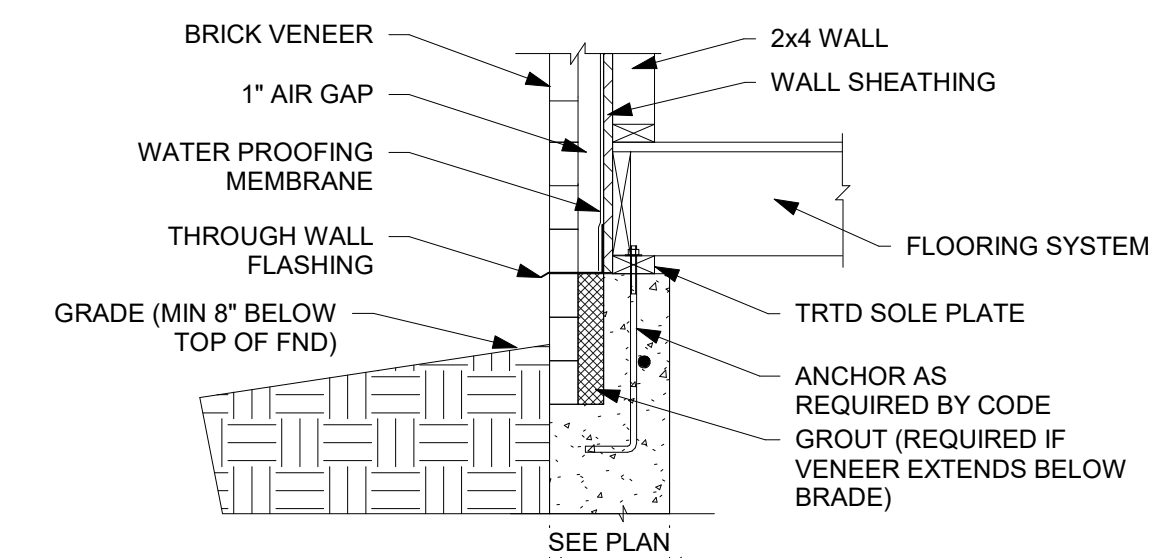 BRICK VENEER
1" AIR GAP
WATER PROOFING
MEMBRANE
THROUGH WALL
FLASHING
GRADE (MIN 8" BELOW
TOP OF FND)
2x4 WALL
WALL SHEATHING
FLOORING SYSTEM
TRTD SOLE PLATE
ANCHOR AS
REQUIRED BY CODE
GROUT (REQUIRED IF
VENEER EXTENDS BELOW
BRADE)
SEE PLAN